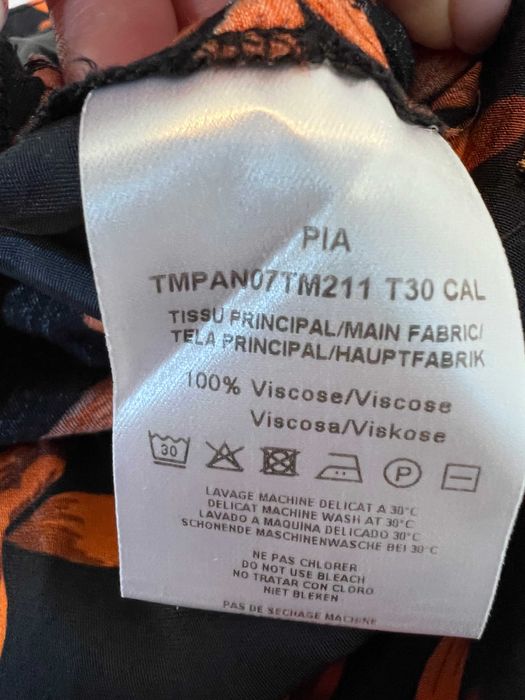 PIA
TMPAN07TM211 T30 CAL
TISSU PRINCIPAL/MAIN FABRIC/
TELA PRINCIPAL/HAUPTFABRIK
100% Viscose/Viscose
Viscosa/Viskose
30 P
LAVAGE MACHINE DELICAT A 30°C
DELICAT MACHINE WASH AT 30°C
LAVADO A MAQUINA DELICADO 30°C
SCHONENDE MASCHINENWASCHE BEI 30°C
NE PAS CHLORER
DO NOT USE BLEACH
NO TRATAR CON CLORO
NIET BLEKEN
PAS DE SECHAGE MACHINE